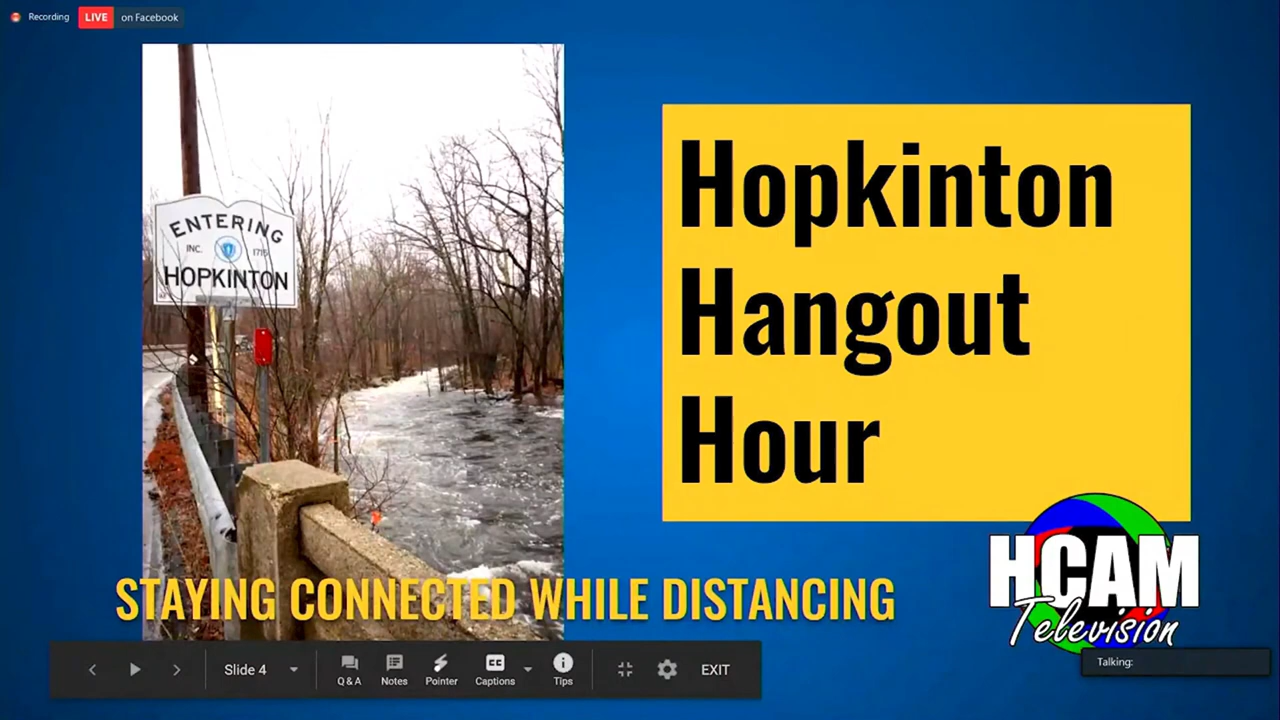 Recording LIVE on Facebook
ENTERING
INC. 1715
HOPKINTON
Hopkinton
Hangout
Hour
STAYING CONNECTED WHILE DISTANCING
HCAM
Television
Talking:
Slide 4
Q & A Notes Pointer CC Captions Tips EXIT